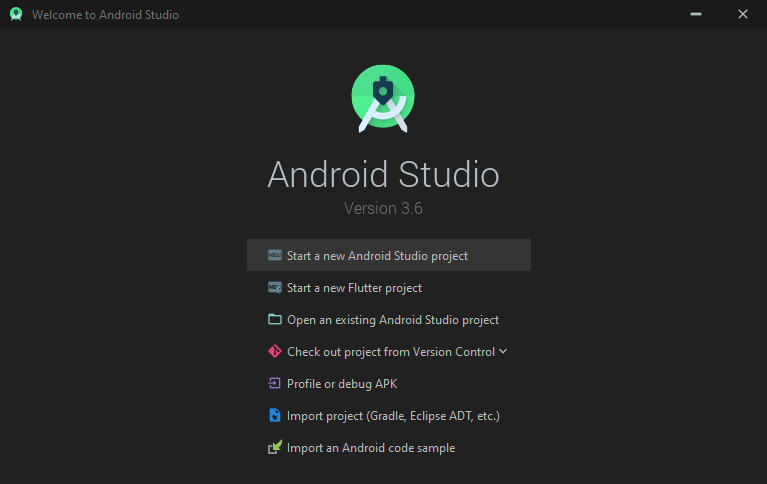 Welcome to Android Studio
Android Studio
Version 3.6
NEW Start a new Android Studio project
Start a new Flutter project
Open an existing Android Studio project
Check out project from Version Control
Profile or debug APK
Import project (Gradle, Eclipse ADT, etc.)
Import an Android code sample